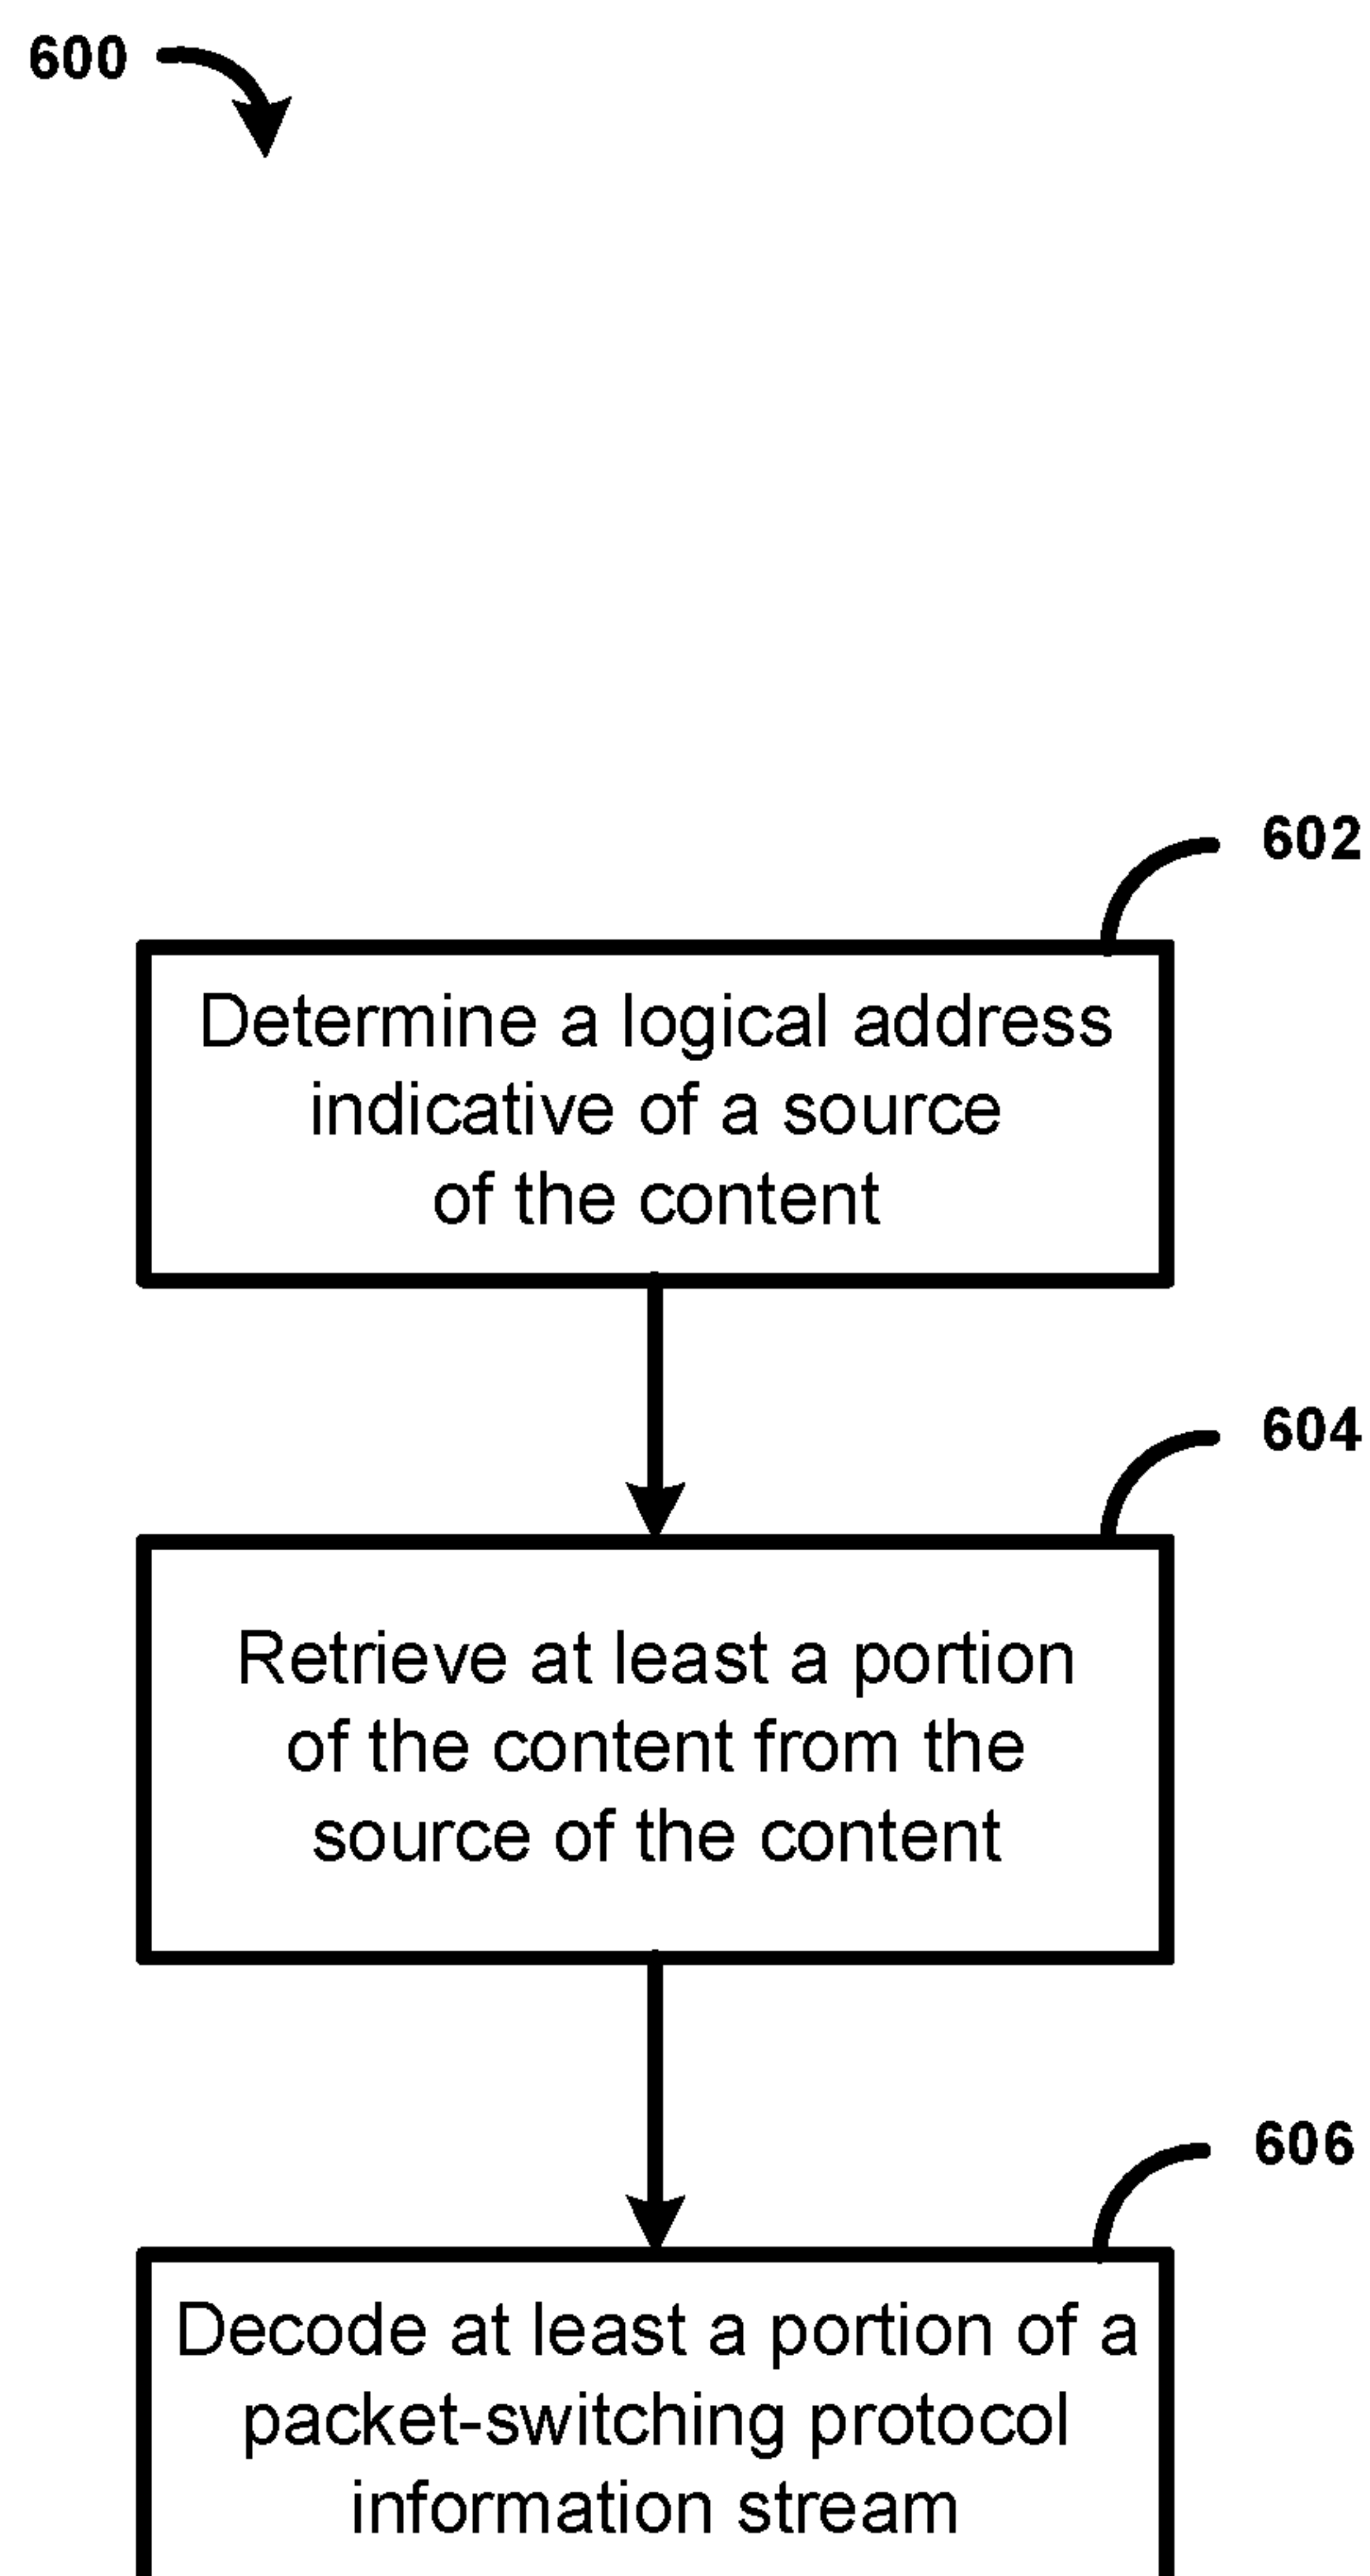 600
602
Determine a logical address
indicative of a source
of the content
604
Retrieve at least a portion
of the content from the
source of the content
606
Decode at least a portion of a
packet-switching protocol
information stream